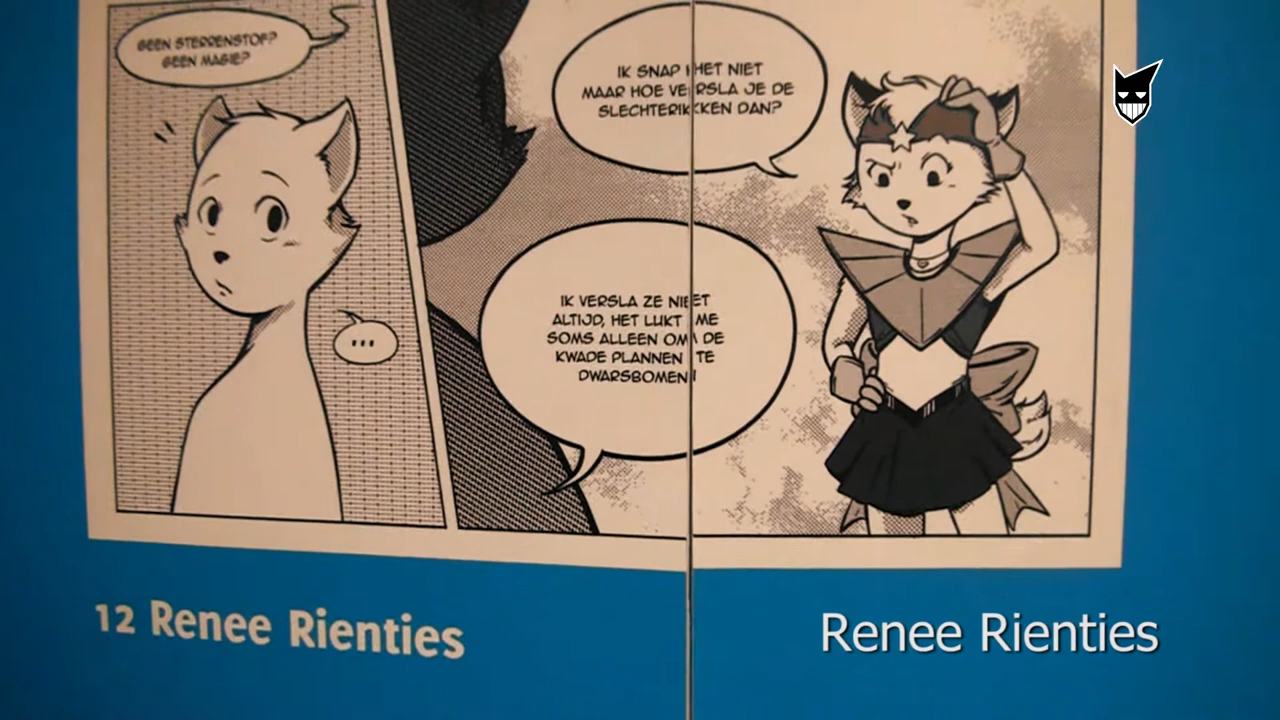 GEEN STERRENSTOF?
GEEN MAGIE?
IK SNAP HET NIET
MAAR HOE VERSLA JE DE
SLECHTERIKKEN DAN?
...
IK VERSLA ZE NIET
ALTIJD, HET LUKT ME
SOMS ALLEEN OM DE
KWADE PLANNEN TE
DWARSBOMEN!
12 Renee Rienties
Renee Rienties